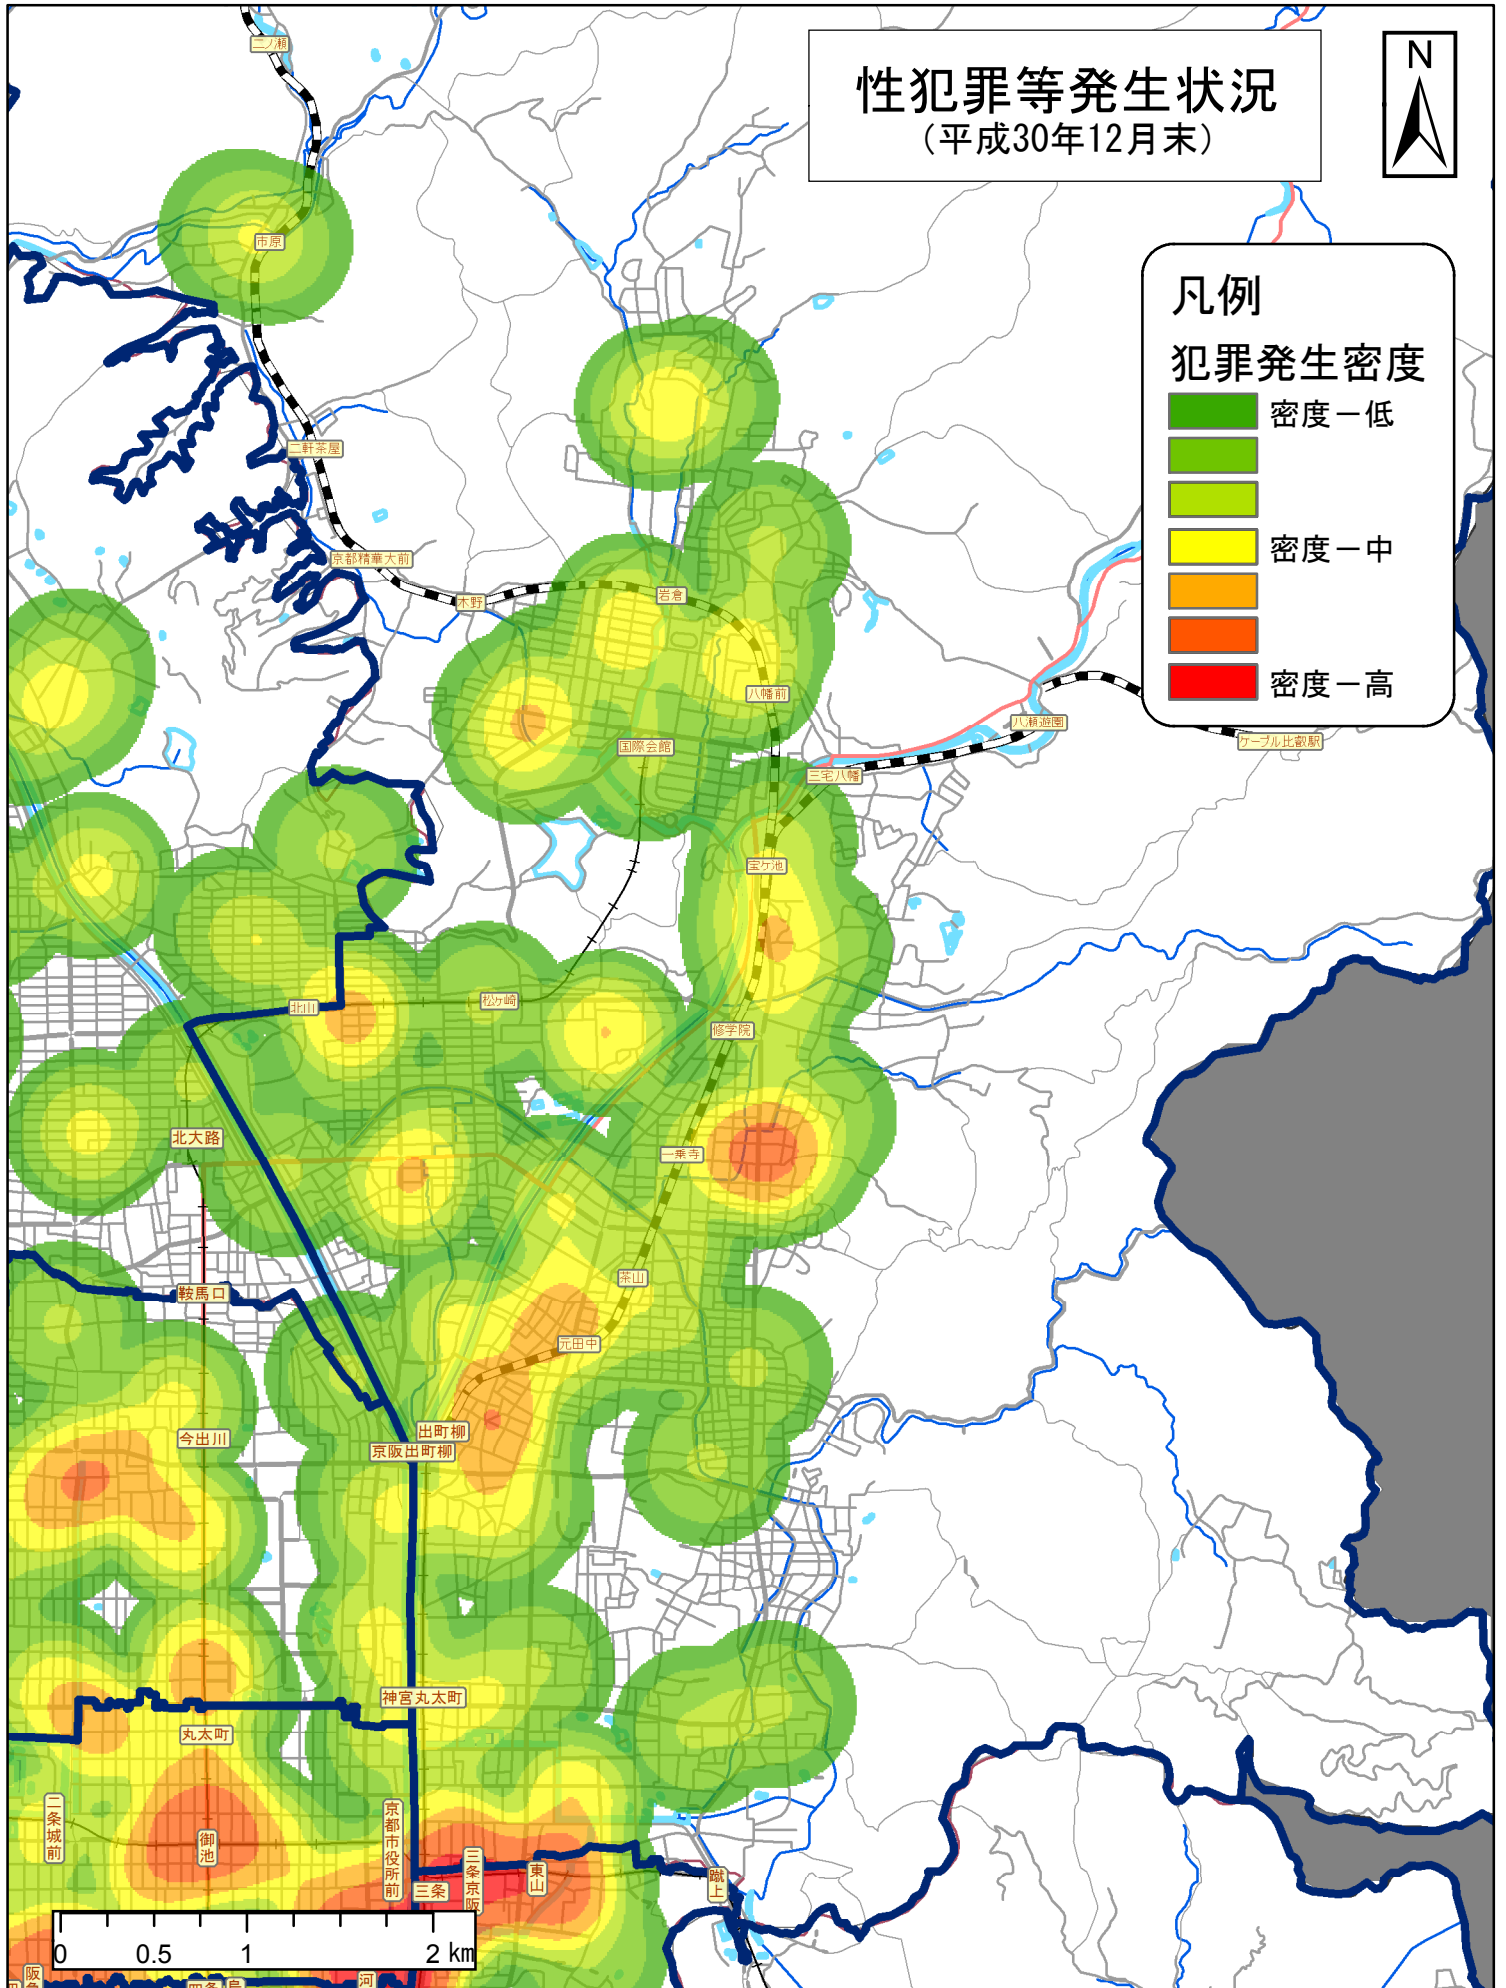 性犯罪等発生状況
(平成30年12月末)
N
凡例
犯罪発生密度
密度－低
密度－中
密度－高
二ノ瀬
市原
二軒茶屋
京都精華大前
木野
岩倉
八幡前
国際会館
八瀬遊園
ケーブル比叡駅
三宅八幡
宝ケ池
北山
松ヶ崎
修学院
北大路
一乗寺
茶山
鞍馬口
元田中
出町柳
今出川
京阪出町柳
神宮丸太町
丸太町
二条城前
御池
京都市役所前
三条
三条京阪
東山
蹴上
0 0.5 1 2 km
河